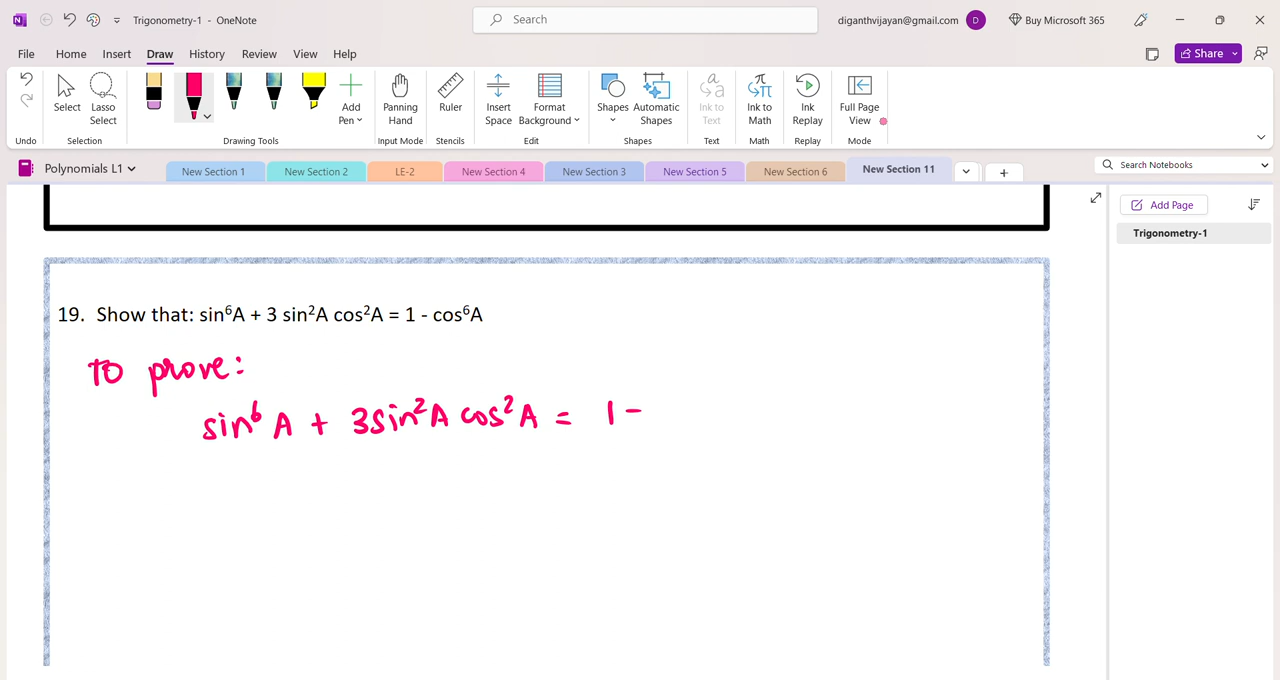 Trigonometry-1 - OneNote
Search
diganthvijayan@gmail.com
D
Buy Microsoft 365
File Home Insert Draw History Review View Help
Share
Undo
Select
Lasso Select
Add Pen
Panning Hand
Ruler
Insert Space
Format Background
Shapes
Automatic Shapes
Ink to Text
Ink to Math
Ink Replay
Full Page View
Undo Selection Drawing Tools Input Mode Stencils Edit Shapes Text Math Replay Mode
Polynomials L1
New Section 1 New Section 2 LE-2 New Section 4 New Section 3 New Section 5 New Section 6 New Section 11
Search Notebooks
Add Page
Trigonometry-1
19. Show that: sin⁶A + 3 sin²A cos²A = 1 - cos⁶A
To prove:
sin⁶ A + 3sin²A cos²A = 1 -